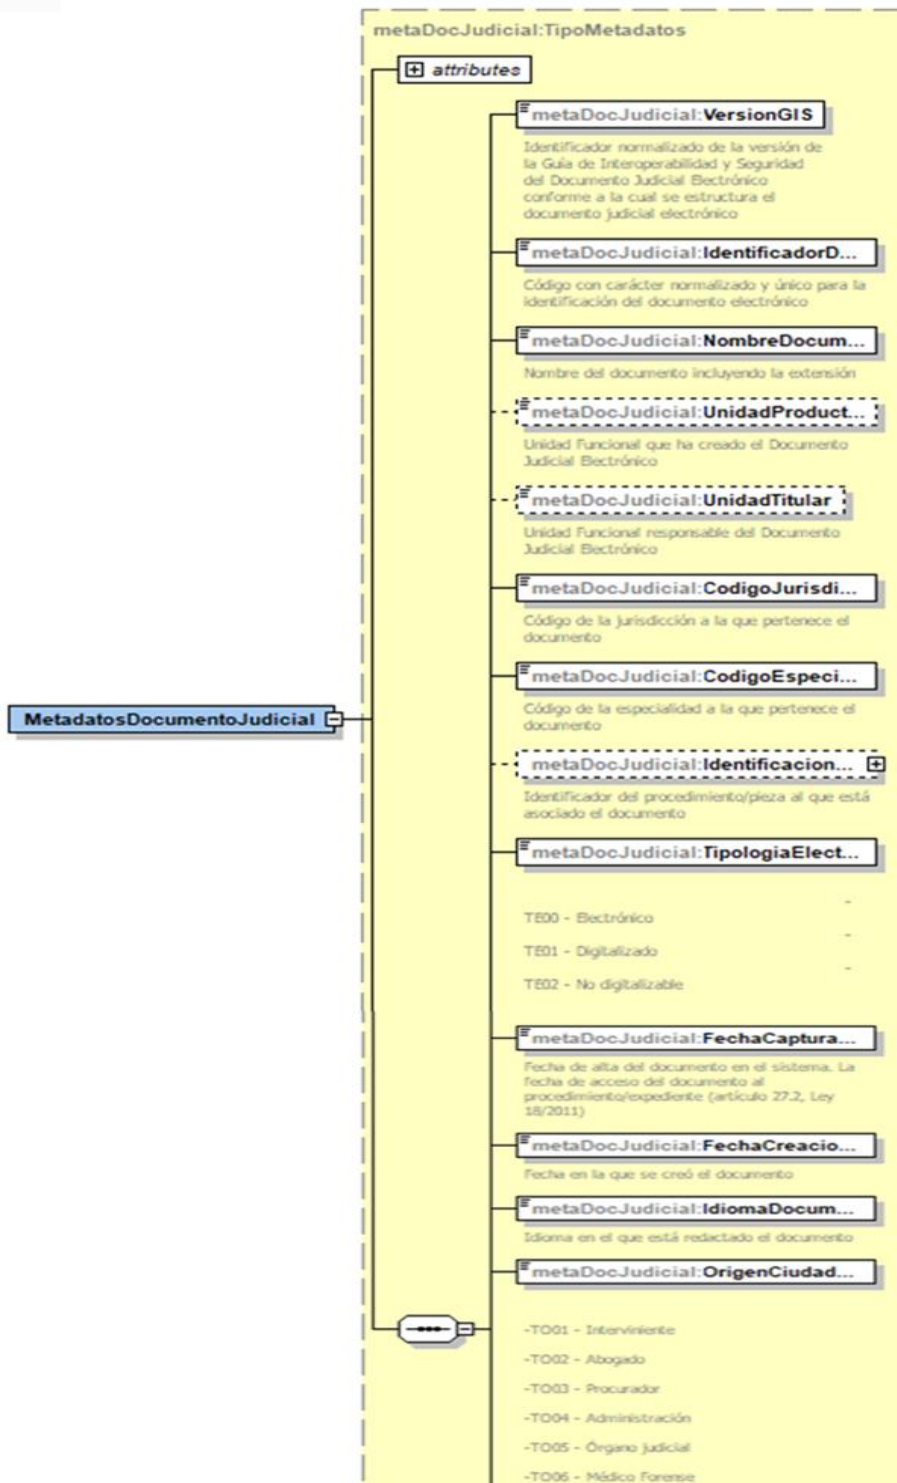 metaDocJudicial:TipoMetadatos
attributes
metaDocJudicial:VersionGIS
Identificador normalizado de la versión de
la Guía de Interoperabilidad y Seguridad
del Documento Judicial Electrónico
conforme a la cual se estructura el
documento judicial electrónico
metaDocJudicial:IdentificadorD...
Código con carácter normalizado y único para la
identificación del documento electrónico
metaDocJudicial:NombreDocum...
Nombre del documento incluyendo la extensión
metaDocJudicial:UnidadProduct...
Unidad Funcional que ha creado el Documento
Judicial Electrónico
metaDocJudicial:UnidadTitular
Unidad Funcional responsable del Documento
Judicial Electrónico
metaDocJudicial:CodigoJurisdi...
Código de la jurisdicción a la que pertenece el
documento
metaDocJudicial:CodigoEspeci...
Código de la especialidad a la que pertenece el
documento
MetadatosDocumentoJudicial
metaDocJudicial:Identificacion...
Identificador del procedimiento/pieza al que está
asociado el documento
metaDocJudicial:TipologiaElect...
-
TE00 - Electrónico
-
TE01 - Digitalizado
-
TE02 - No digitalizable
metaDocJudicial:FechaCaptura...
Fecha de alta del documento en el sistema. La
fecha de acceso del documento al
procedimiento/expediente (artículo 27.2, Ley
18/2011)
metaDocJudicial:FechaCreacio...
Fecha en la que se creó el documento
metaDocJudicial:IdiomaDocum...
Idioma en el que está redactado el documento
metaDocJudicial:OrigenCiudad...
-TO01 - Interviniente
-TO02 - Abogado
-TO03 - Procurador
-TO04 - Administración
-TO05 - Órgano judicial
-TO06 - Médico Forense